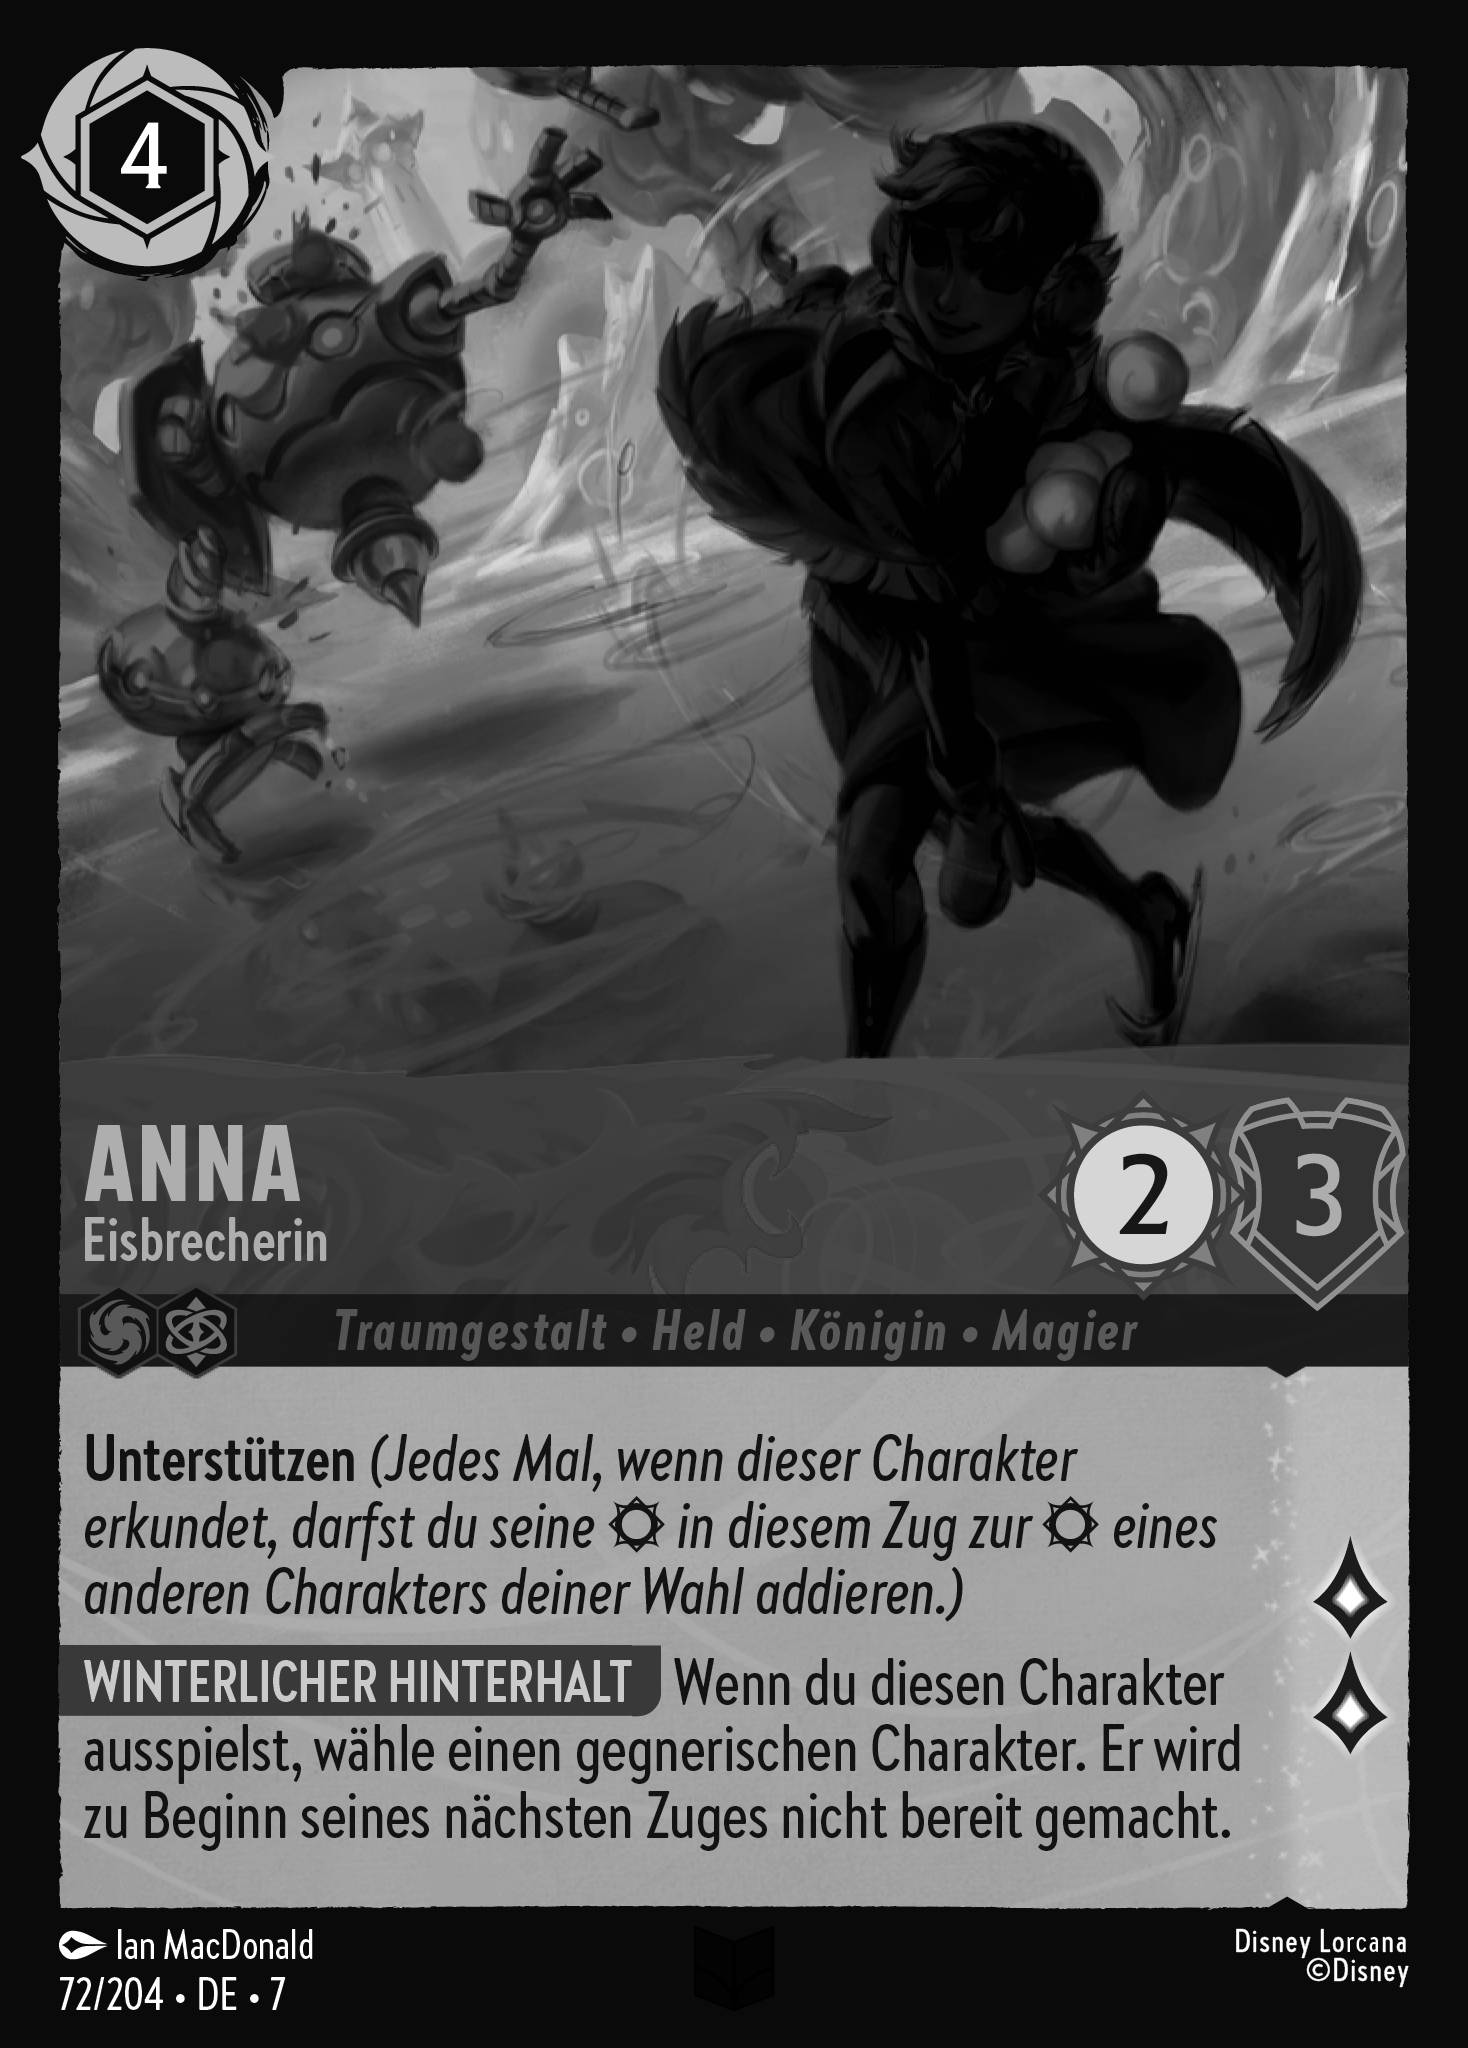 4
ANNA
Eisbrecherin
2
3
Traumgestalt • Held • Königin • Magier
Unterstützen (Jedes Mal, wenn dieser Charakter
erkundet, darfst du seine in diesem Zug zur eines
anderen Charakters deiner Wahl addieren.)
WINTERLICHER HINTERHALT Wenn du diesen Charakter
ausspielst, wähle einen gegnerischen Charakter. Er wird
zu Beginn seines nächsten Zuges nicht bereit gemacht.
Ian MacDonald
72/204 • DE • 7
Disney Lorcana
©Disney